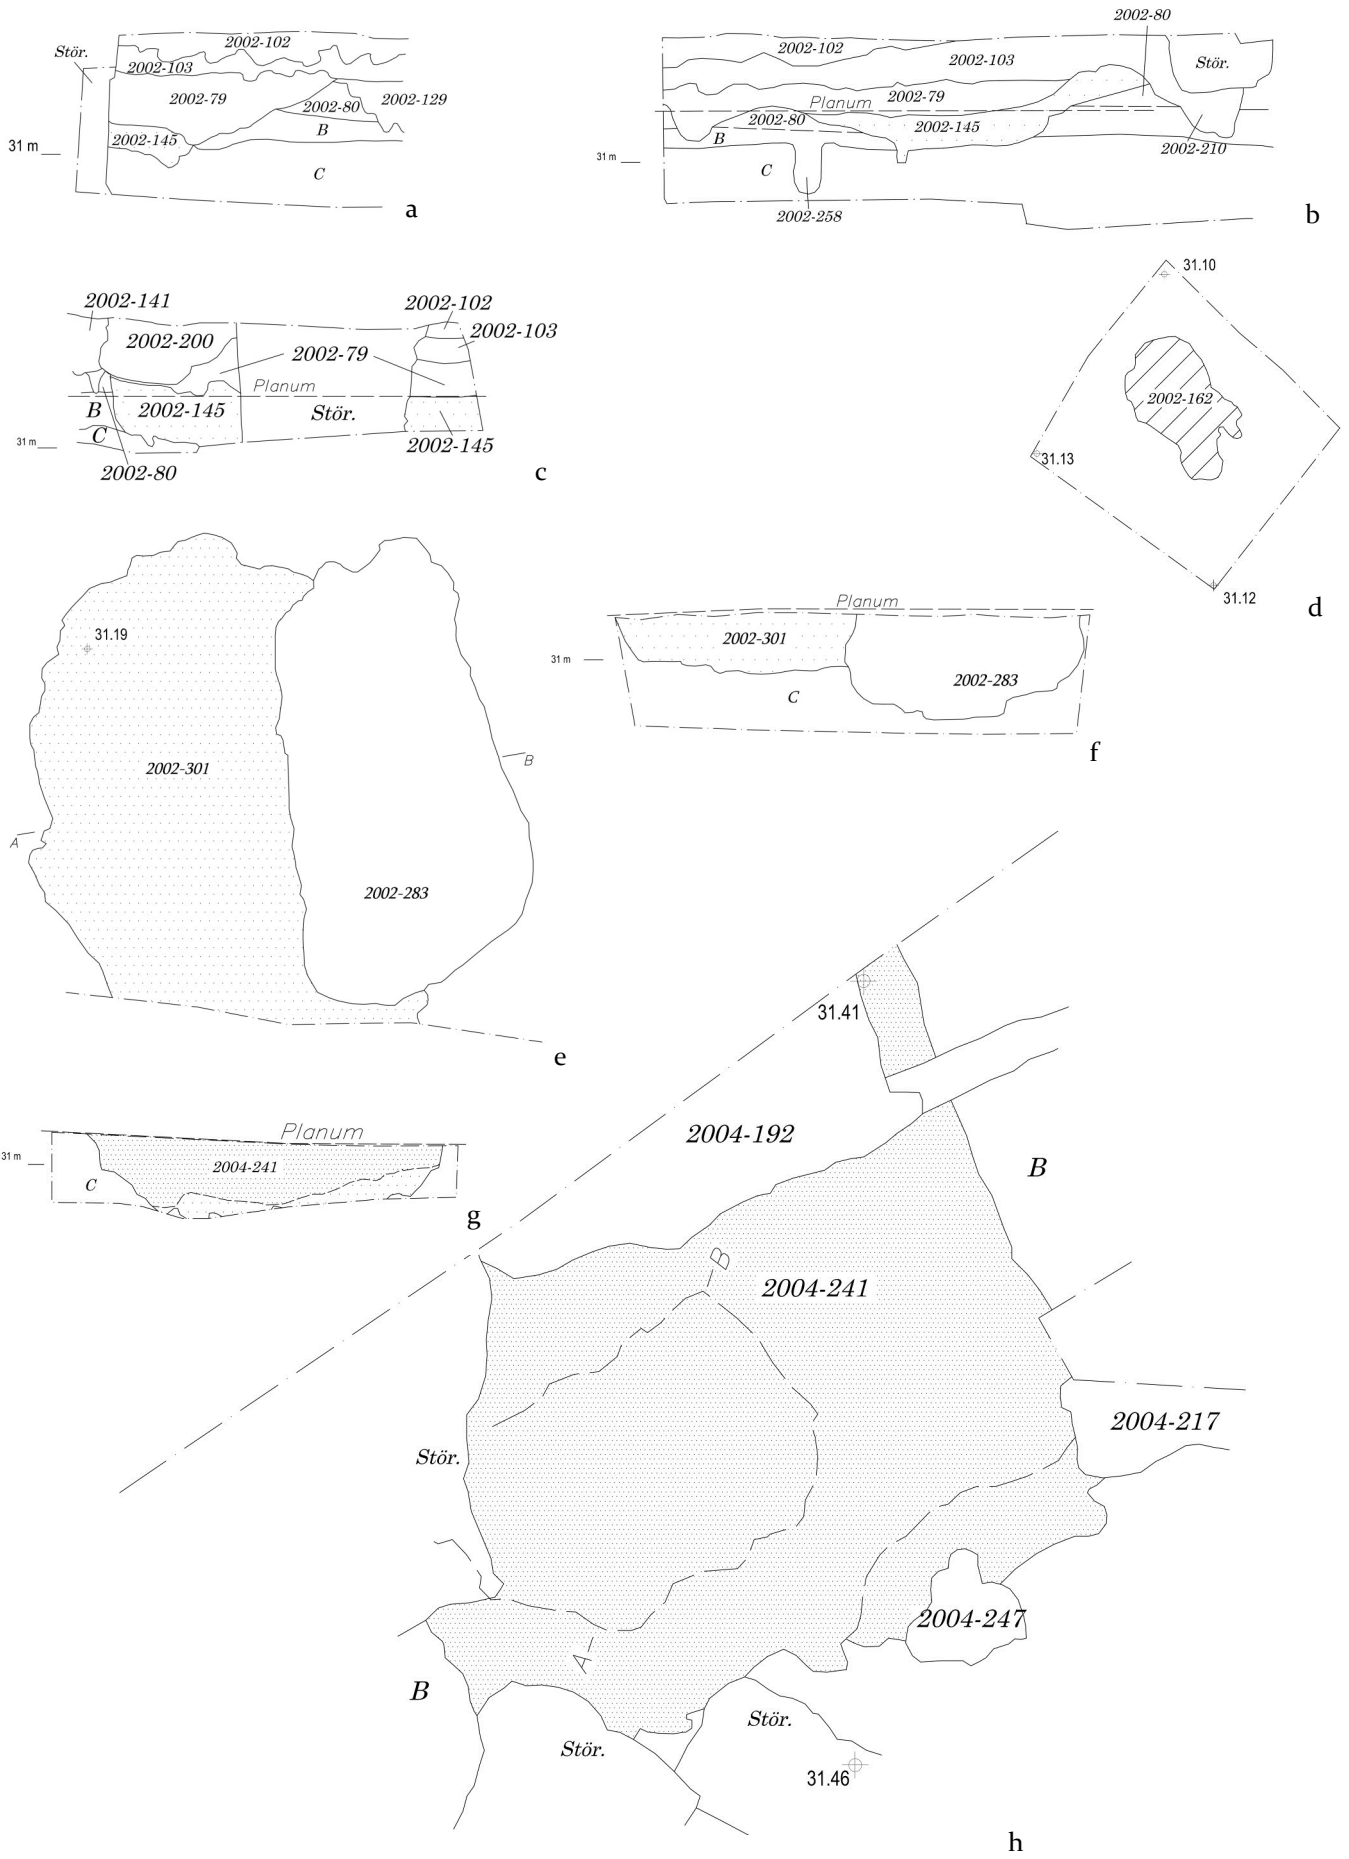 2002-102
Stör.
2002-103
2002-79
2002-80
2002-129
B
2002-145
31 m
C
a
2002-80
2002-102
2002-103
Stör.
2002-79
Planum
2002-80
2002-145
B
2002-210
31 m
C
2002-258
b
2002-141
2002-102
2002-200
2002-103
2002-79
Planum
B
2002-145
Stör.
C
31 m
2002-145
2002-80
c
31.10
2002-162
31.13
31.12
d
31.19
2002-301
B
A
2002-283
e
Planum
2002-301
31 m
2002-283
C
f
Planum
31 m
2004-241
C
g
31.41
2004-192
B
B
2004-241
2004-217
Stör.
2004-247
A
B
Stör.
Stör.
31.46
h